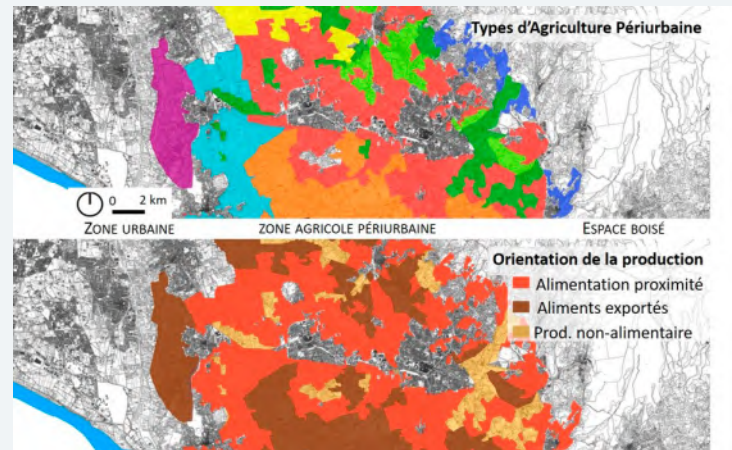 Types d'Agriculture Périurbaine
0 2 km
ZONE URBAINE ZONE AGRICOLE PÉRIURBAINE ESPACE BOISÉ
Orientation de la production
Alimentation proximité
Aliments exportés
Prod. non-alimentaire